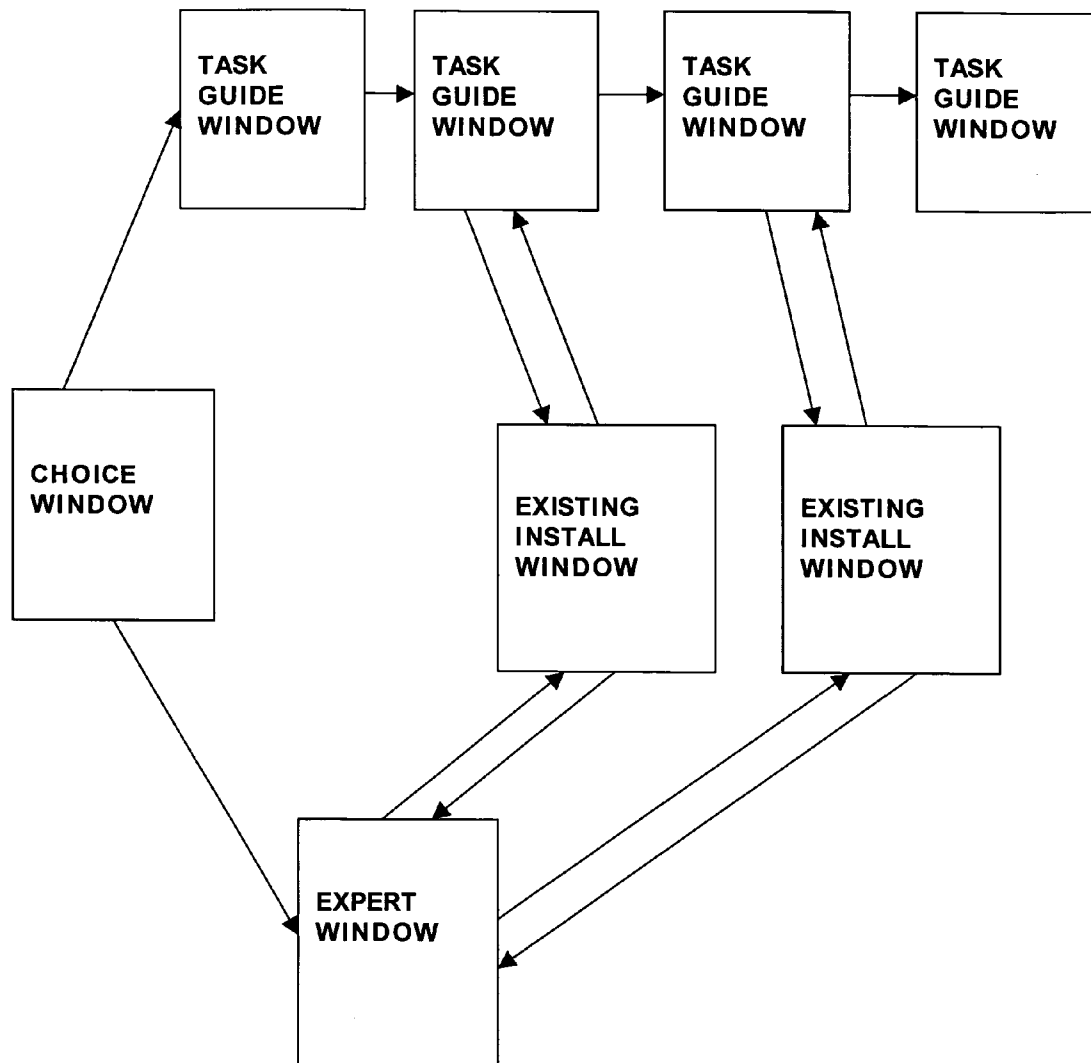 TASK
GUIDE
WINDOW
TASK
GUIDE
WINDOW
TASK
GUIDE
WINDOW
TASK
GUIDE
WINDOW
CHOICE
WINDOW
EXISTING
INSTALL
WINDOW
EXISTING
INSTALL
WINDOW
EXPERT
WINDOW